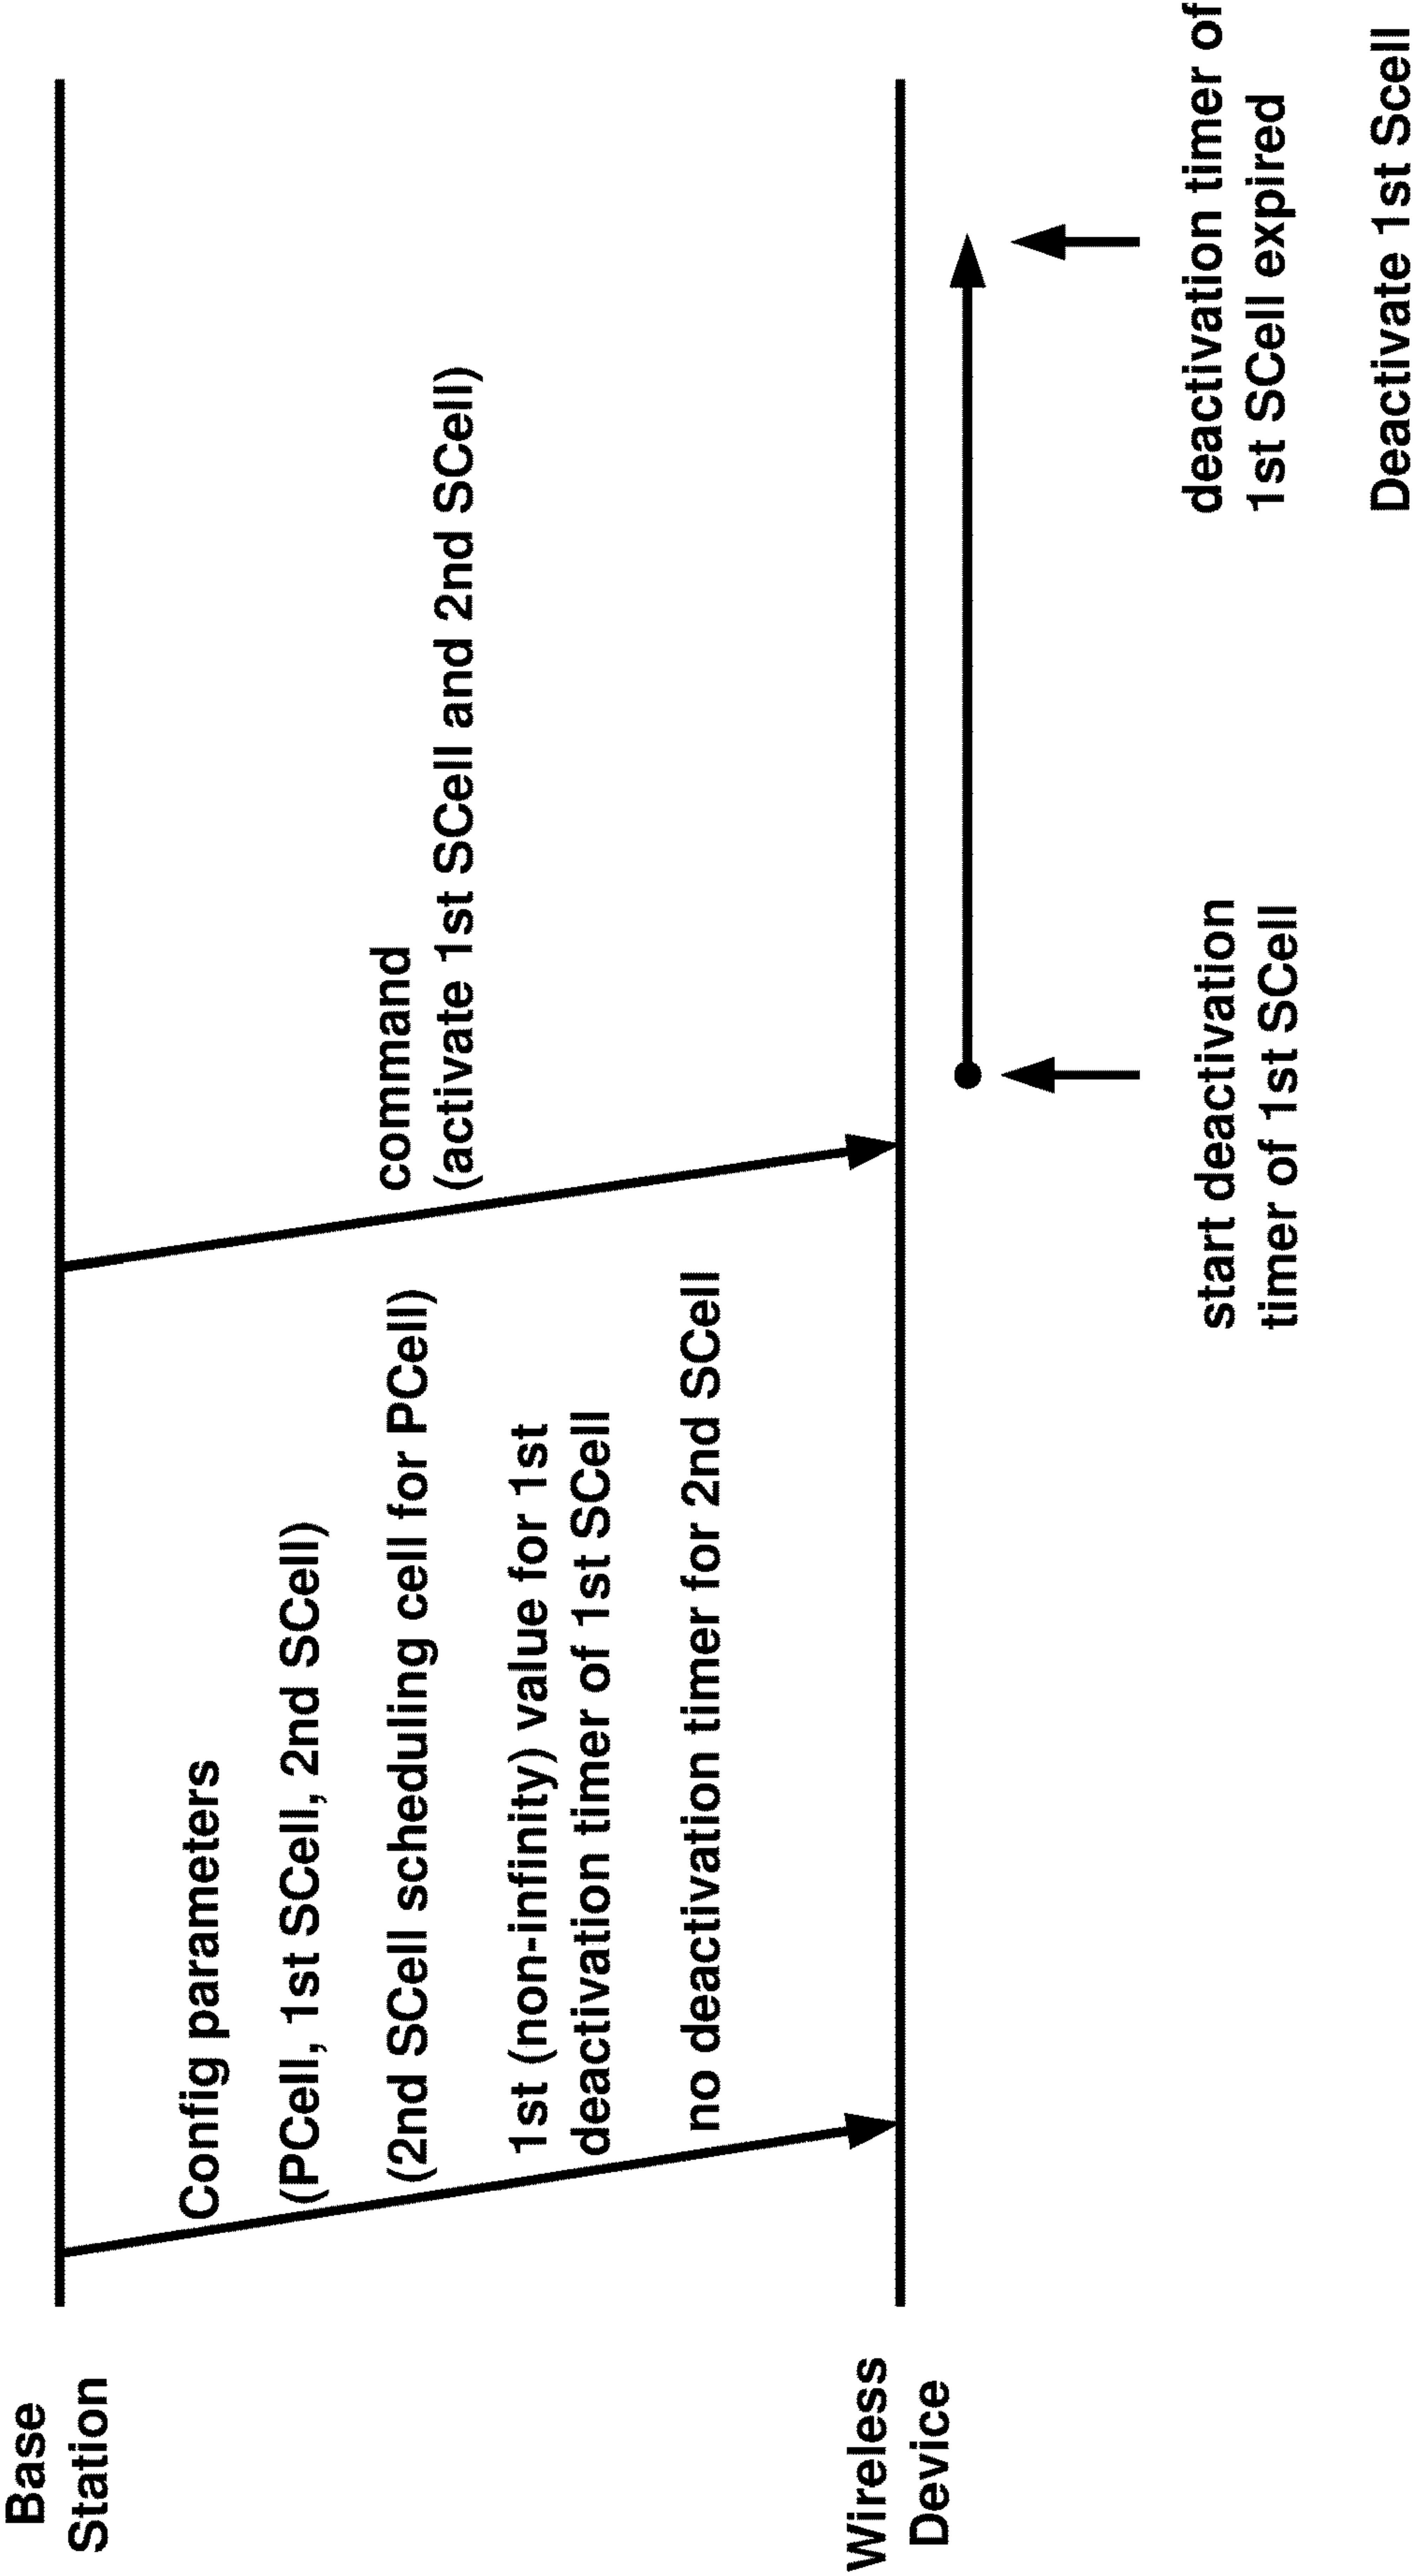 Base
Station
Config parameters
(PCell, 1st SCell, 2nd SCell)
(2nd SCell scheduling cell for PCell)
1st (non-infinity) value for 1st
deactivation timer of 1st SCell
no deactivation timer for 2nd SCell
command
(activate 1st SCell and 2nd SCell)
Wireless
Device
start deactivation
timer of 1st SCell
deactivation timer of
1st SCell expired
Deactivate 1st Scell